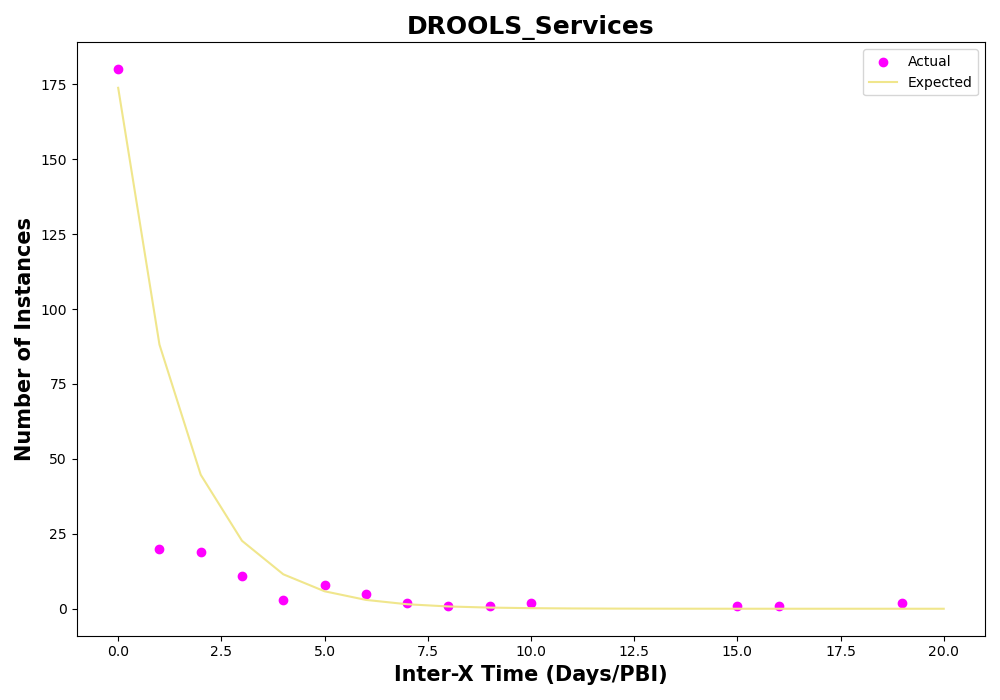 DROOLS_Services
Actual
Expected
Number of Instances
175
150
125
100
75
50
25
0
0.0 2.5 5.0 7.5 10.0 12.5 15.0 17.5 20.0
Inter-X Time (Days/PBI)